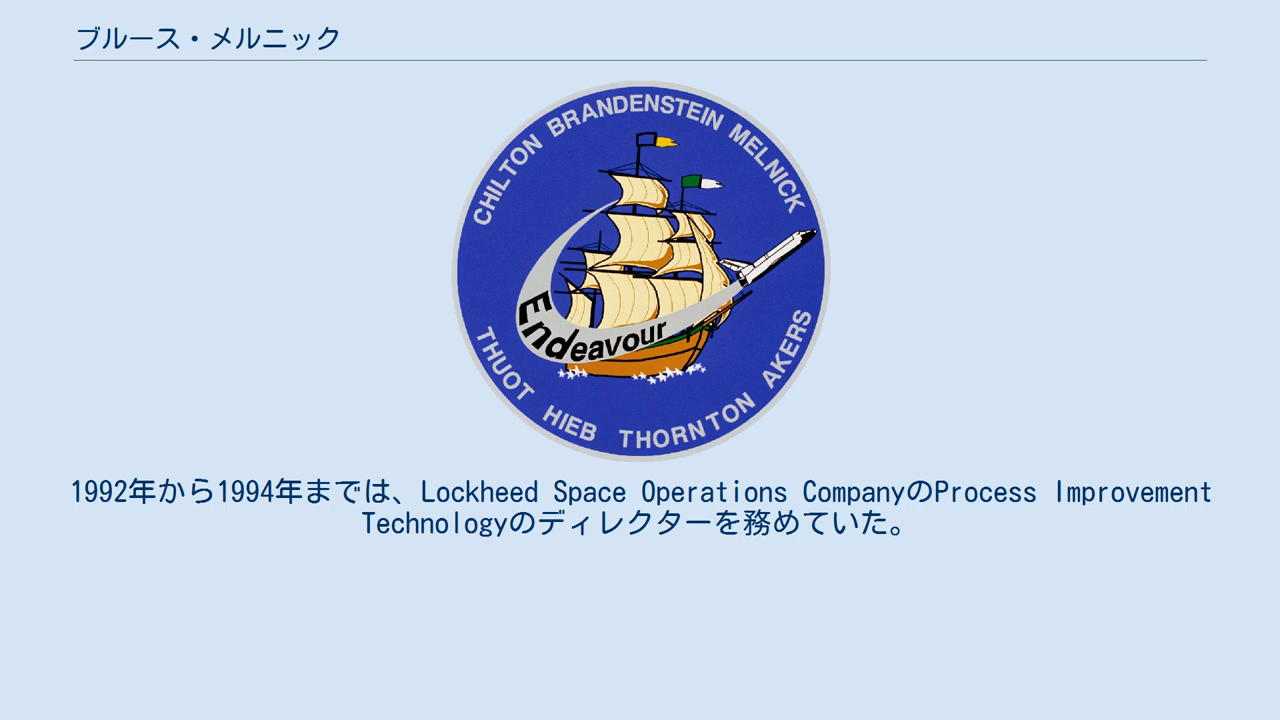 ブルース・メルニック
CHILTON BRANDENSTEIN MELNICK
Endeavour
THUOT HIEB THORNTON AKERS
1992年から1994年までは、Lockheed Space Operations CompanyのProcess Improvement
Technologyのディレクターを務めていた。